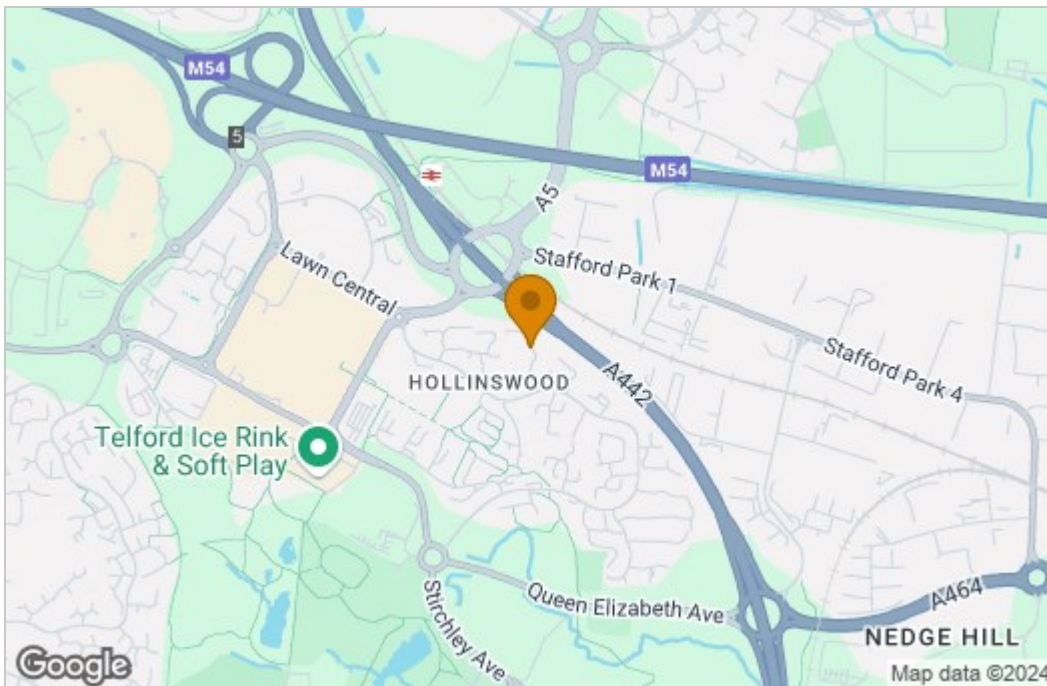 M54
5
M54
A5
Stafford Park 1
Lawn Central
Stafford Park 4
HOLLINSWOOD
A442
Telford Ice Rink
& Soft Play
Queen Elizabeth Ave
A464
Stirchley Ave
NEDGE HILL
Google
Map data ©2024